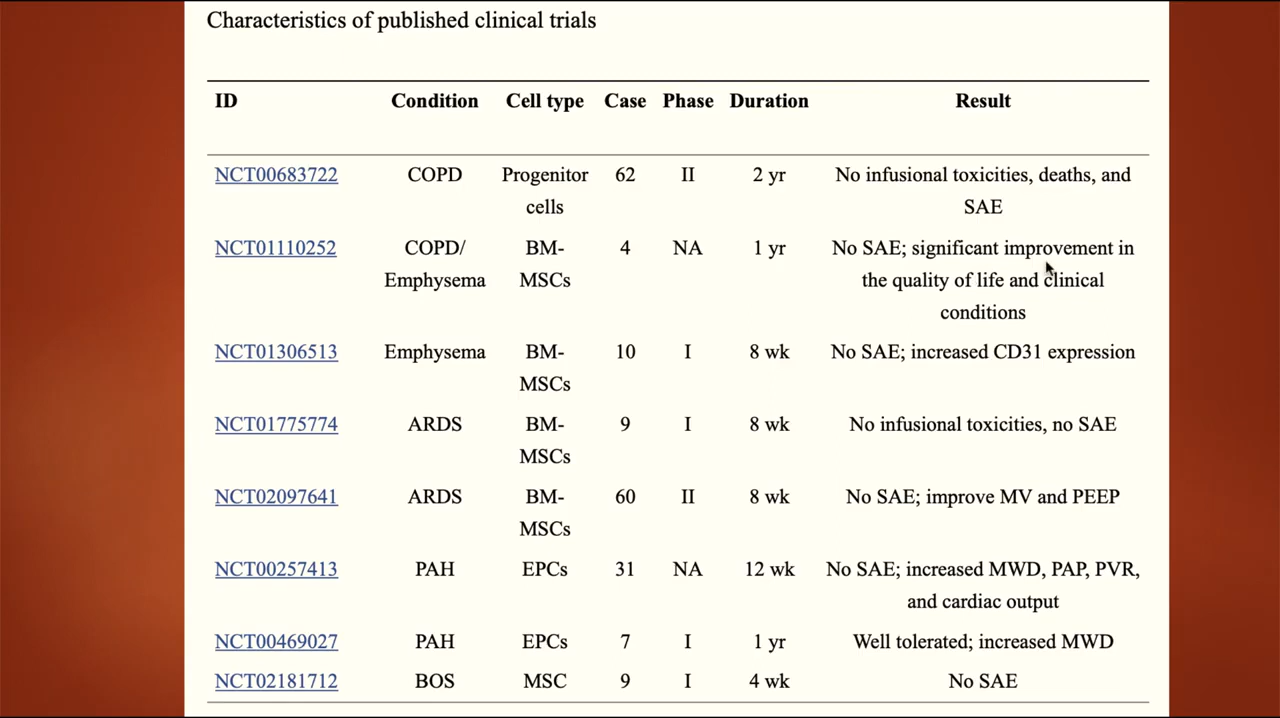 Characteristics of published clinical trials
ID Condition Cell type Case Phase Duration Result
NCT00683722 COPD Progenitor cells 62 II 2 yr No infusional toxicities, deaths, and SAE
NCT01110252 COPD/ Emphysema BM-MSCs 4 NA 1 yr No SAE; significant improvement in the quality of life and clinical conditions
NCT01306513 Emphysema BM-MSCs 10 I 8 wk No SAE; increased CD31 expression
NCT01775774 ARDS BM-MSCs 9 I 8 wk No infusional toxicities, no SAE
NCT02097641 ARDS BM-MSCs 60 II 8 wk No SAE; improve MV and PEEP
NCT00257413 PAH EPCs 31 NA 12 wk No SAE; increased MWD, PAP, PVR, and cardiac output
NCT00469027 PAH EPCs 7 I 1 yr Well tolerated; increased MWD
NCT02181712 BOS MSC 9 I 4 wk No SAE